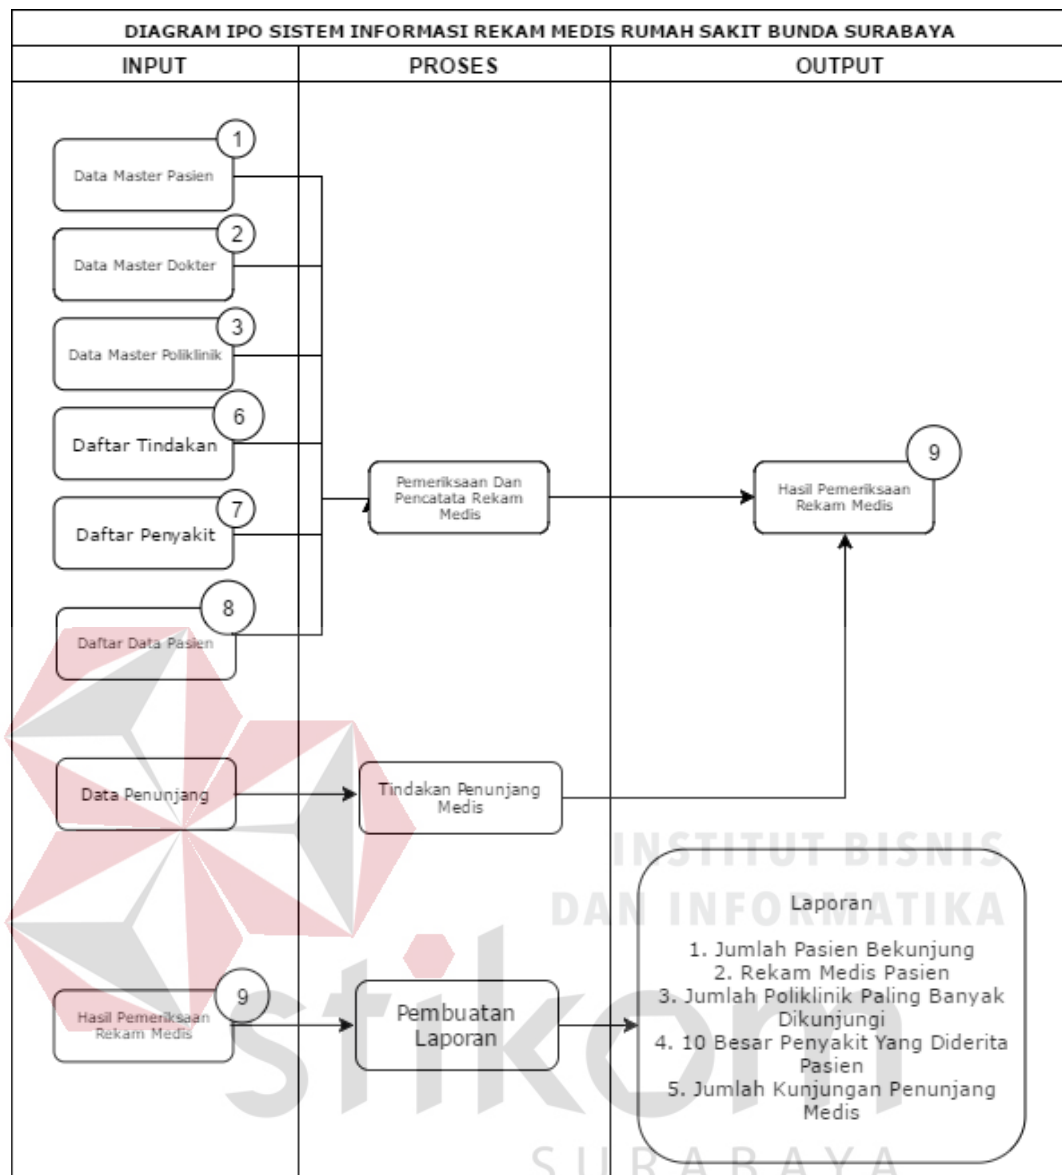 DIAGRAM IPO SISTEM INFORMASI REKAM MEDIS RUMAH SAKIT BUNDA SURABAYA
INPUT
PROSES
OUTPUT
1
Data Master Pasien
2
Data Master Dokter
3
Data Master Poliklinik
6
Daftar Tindakan
7
Daftar Penyakit
8
Daftar Data Pasien
Pemeriksaan Dan
Pencatata Rekam
Medis
9
Hasil Pemeriksaan
Rekam Medis
Data Penunjang
Tindakan Penunjang
Medis
9
Hasil Pemeriksaan
Rekam Medis
Pembuatan
Laporan
Laporan
1. Jumlah Pasien Bekunjung
2. Rekam Medis Pasien
3. Jumlah Poliklinik Paling Banyak
Dikunjungi
4. 10 Besar Penyakit Yang Diderita
Pasien
5. Jumlah Kunjungan Penunjang
Medis
INSTITUT BISNIS
DAN INFORMATIKA
stikom
SURABAYA